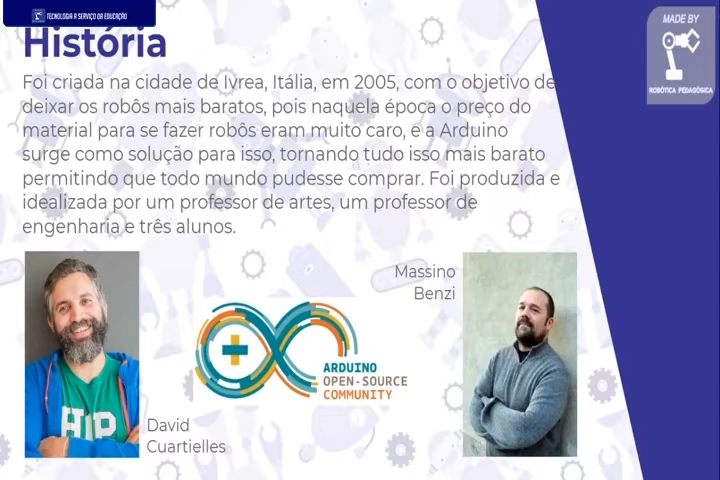 TECNOLOGIA A SERVIÇO DA EDUCAÇÃO
História
MADE BY
ROBÓTICA PEDAGÓGICA
Foi criada na cidade de Ivrea, Itália, em 2005, com o objetivo de
deixar os robôs mais baratos, pois naquela época o preço do
material para se fazer robôs eram muito caro, e a Arduino
surge como solução para isso, tornando tudo isso mais barato
permitindo que todo mundo pudesse comprar. Foi produzida e
idealizada por um professor de artes, um professor de
engenharia e três alunos.
Massino
Benzi
ARDUINO
OPEN-SOURCE
COMMUNITY
David
Cuartielles